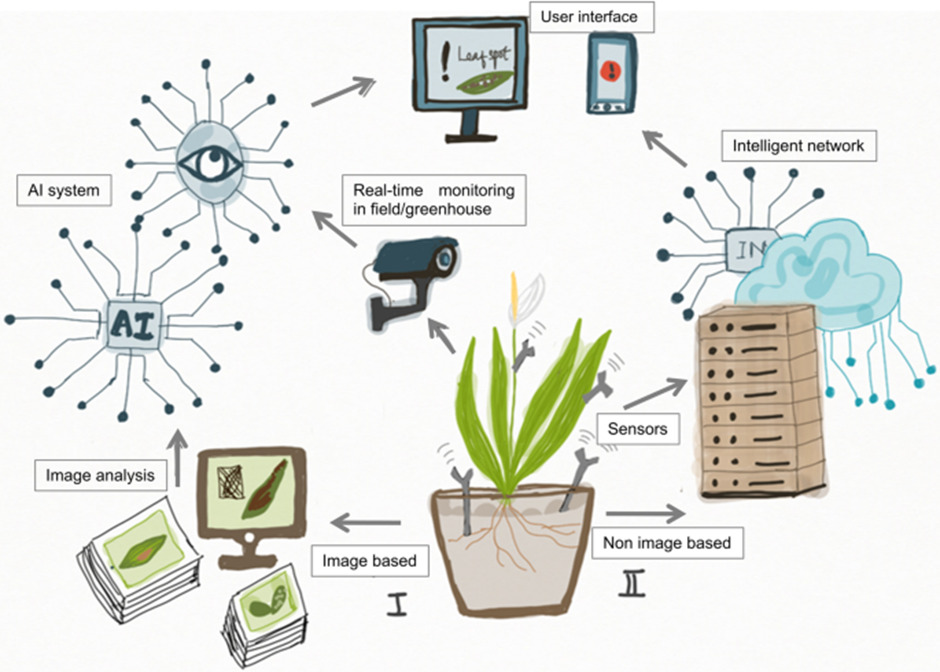 User interface
Leaf spot
!
!
Intelligent network
AI system
Real-time monitoring
in field/greenhouse
IN
AI
Sensors
Image analysis
Non image based
Image based
I
II